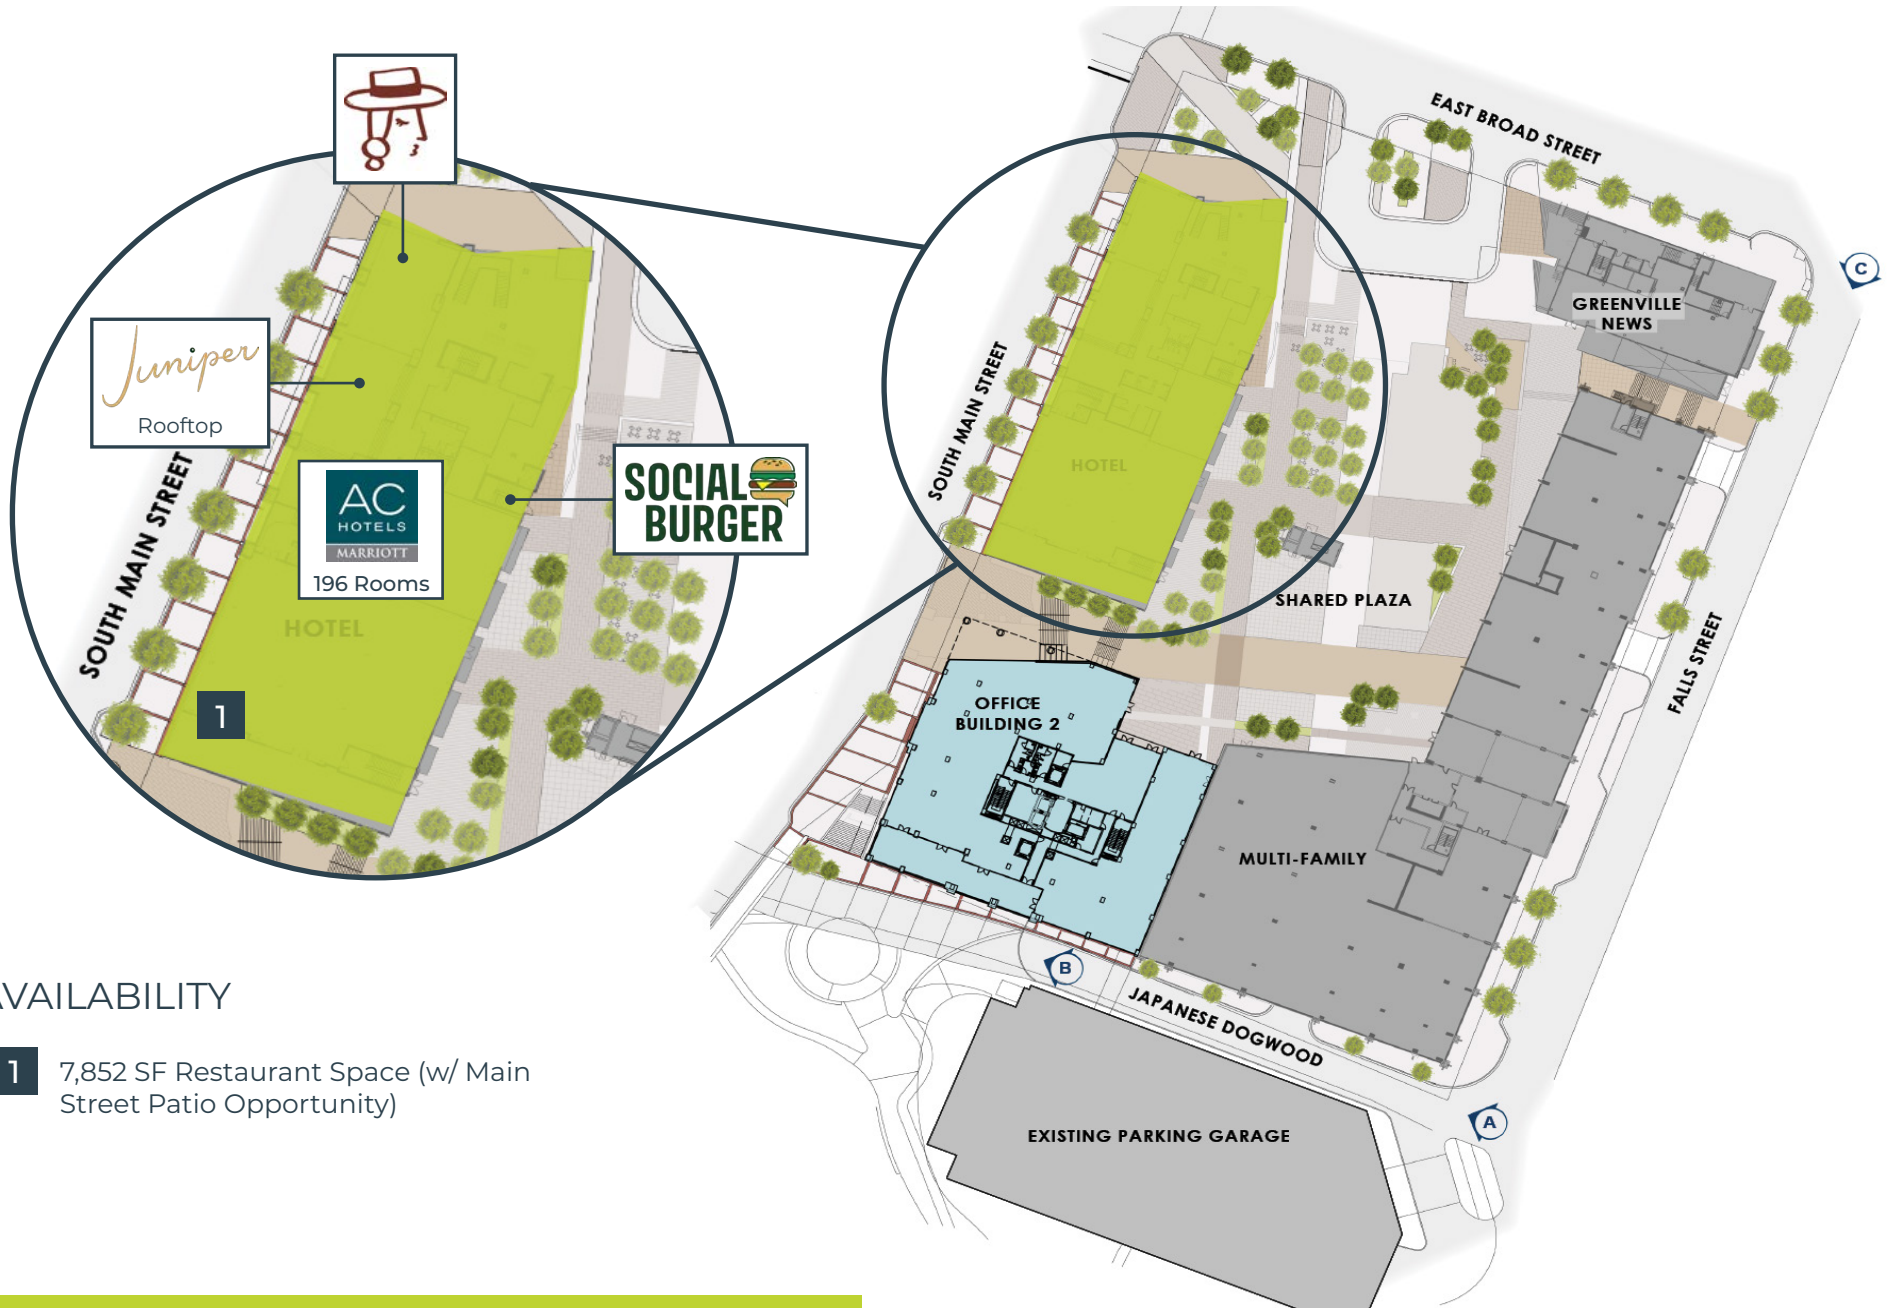 Juniper
Rooftop
AC
HOTELS
MARRIOTT
196 Rooms
SOCIAL
BURGER
HOTEL
SOUTH MAIN STREET
1
AVAILABILITY
1 7,852 SF Restaurant Space (w/ Main
Street Patio Opportunity)
EAST BROAD STREET
C
GREENVILLE
NEWS
SOUTH MAIN STREET
HOTEL
SHARED PLAZA
FALLS STREET
OFFICE
BUILDING 2
MULTI-FAMILY
B
JAPANESE DOGWOOD
A
EXISTING PARKING GARAGE